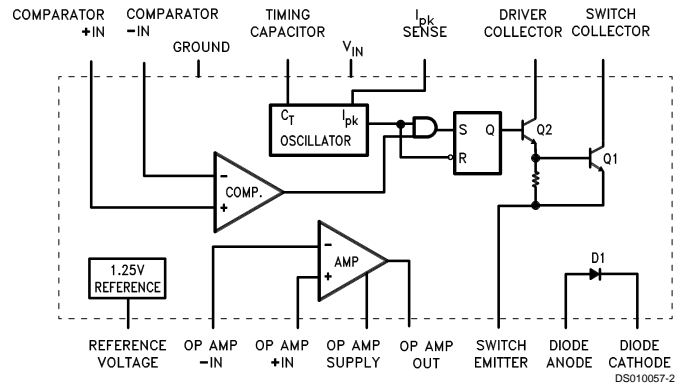 COMPARATOR
+IN
COMPARATOR
−IN
GROUND
TIMING
CAPACITOR
VIN
Ipk
SENSE
DRIVER
COLLECTOR
SWITCH
COLLECTOR
CT
Ipk
OSCILLATOR
S
Q
R
Q2
Q1
−
COMP.
+
−
AMP
+
1.25V
REFERENCE
D1
REFERENCE
VOLTAGE
OP AMP
−IN
OP AMP
+IN
OP AMP
SUPPLY
OP AMP
OUT
SWITCH
EMITTER
DIODE
ANODE
DIODE
CATHODE
DS010057-2